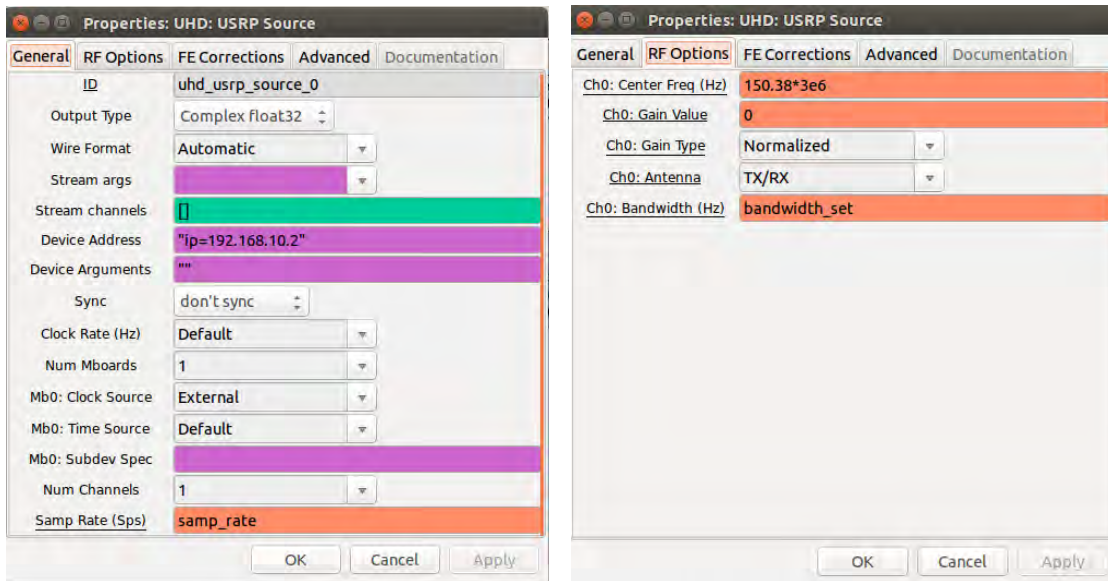 Properties: UHD: USRP Source
General RF Options FE Corrections Advanced Documentation
ID uhd_usrp_source_0
Output Type Complex float32
Wire Format Automatic
Stream args
Stream channels []
Device Address "ip=192.168.10.2"
Device Arguments ""
Sync don't sync
Clock Rate (Hz) Default
Num Mboards 1
Mb0: Clock Source External
Mb0: Time Source Default
Mb0: Subdev Spec
Num Channels 1
Samp Rate (Sps) samp_rate
OK Cancel Apply
Properties: UHD: USRP Source
General RF Options FE Corrections Advanced Documentation
Ch0: Center Freq (Hz) 150.38*3e6
Ch0: Gain Value 0
Ch0: Gain Type Normalized
Ch0: Antenna TX/RX
Ch0: Bandwidth (Hz) bandwidth_set
OK Cancel Apply